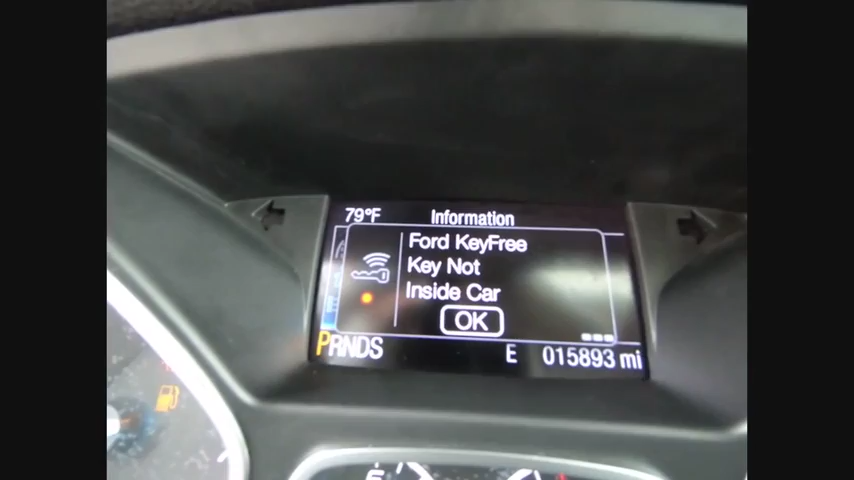 79°F
Information
Ford KeyFree
Key Not
Inside Car
OK
PRNDS
E
015893 mi